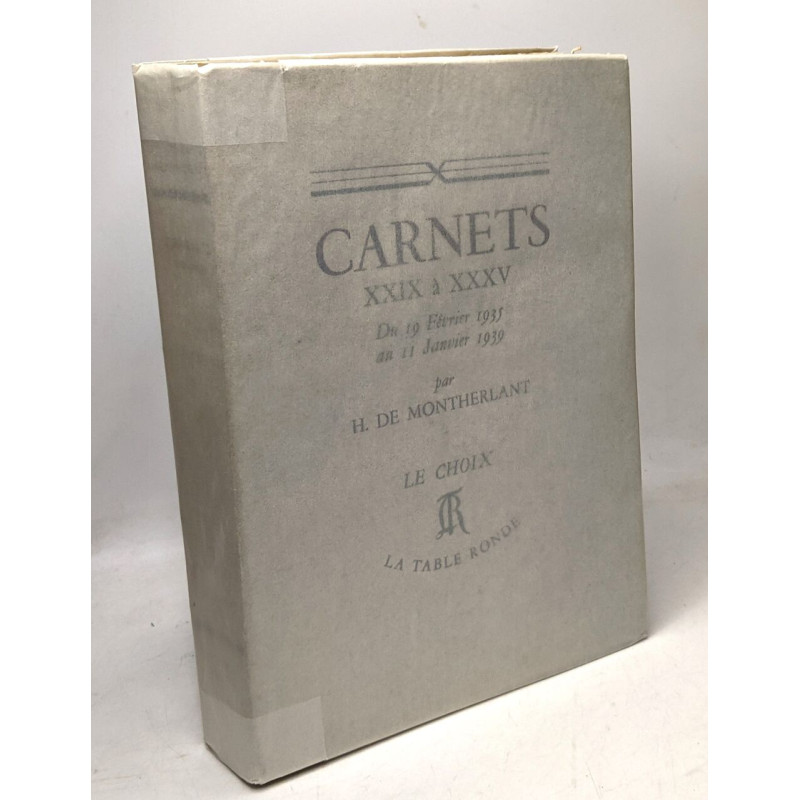 CARNETS
XXIX à XXXV
Du 19 Février 1935
au 11 Janvier 1939
par
H. DE MONTHERLANT
LE CHOIX
TR
LA TABLE RONDE